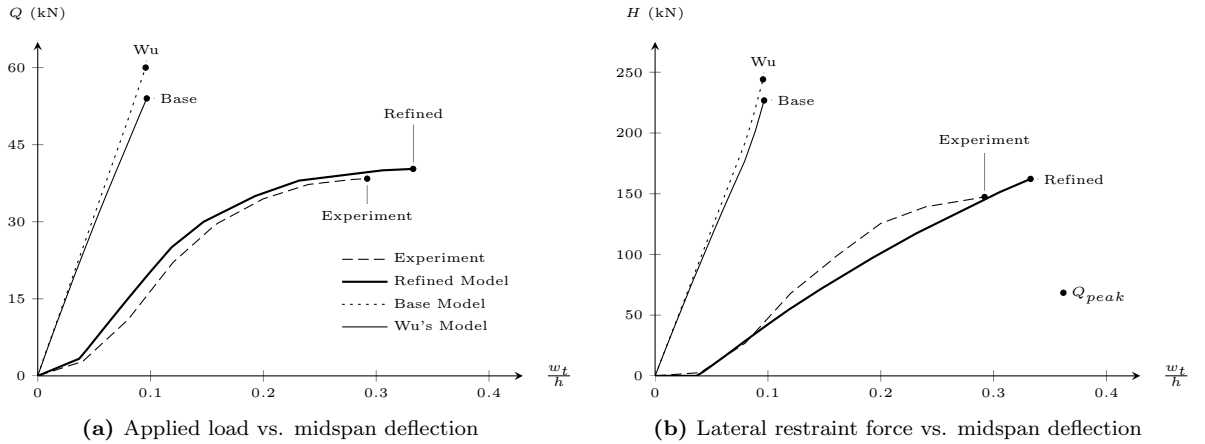 Q (kN)
60
45
30
15
0
0
0.1
0.2
0.3
0.4
w_t/h
Wu
Base
Refined
Experiment
Experiment
Refined Model
Base Model
Wu's Model
(a) Applied load vs. midspan deflection
H (kN)
250
200
150
100
50
0
0
0.1
0.2
0.3
0.4
w_t/h
Wu
Base
Experiment
Refined
Q_peak
(b) Lateral restraint force vs. midspan deflection